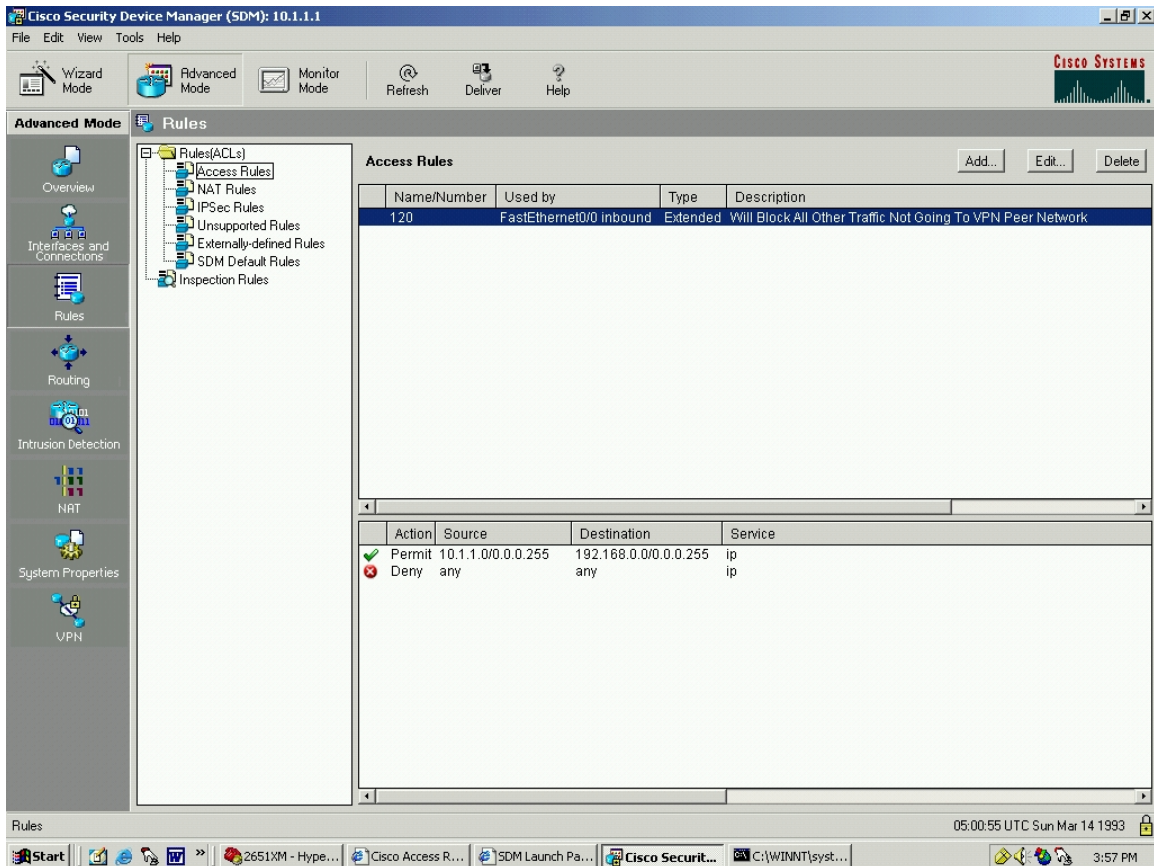 Cisco Security Device Manager (SDM): 10.1.1.1
File Edit View Tools Help
Wizard Mode
Advanced Mode
Monitor Mode
Refresh
Deliver
Help
CISCO SYSTEMS
Advanced Mode
Rules
Overview
Interfaces and Connections
Rules
Routing
Intrusion Detection
NAT
System Properties
VPN
Rules(ACLs)
Access Rules
NAT Rules
IPSec Rules
Unsupported Rules
Externally-defined Rules
SDM Default Rules
Inspection Rules
Access Rules
Add...
Edit...
Delete
Name/Number Used by Type Description
120 FastEthernet0/0 inbound Extended Will Block All Other Traffic Not Going To VPN Peer Network
Action Source Destination Service
Permit 10.1.1.0/0.0.0.255 192.168.0.0/0.0.0.255 ip
Deny any any ip
Rules
05:00:55 UTC Sun Mar 14 1993
Start
2651XM - Hype...
Cisco Access R...
SDM Launch Pa...
Cisco Securit...
C:\WINNT\syst...
3:57 PM